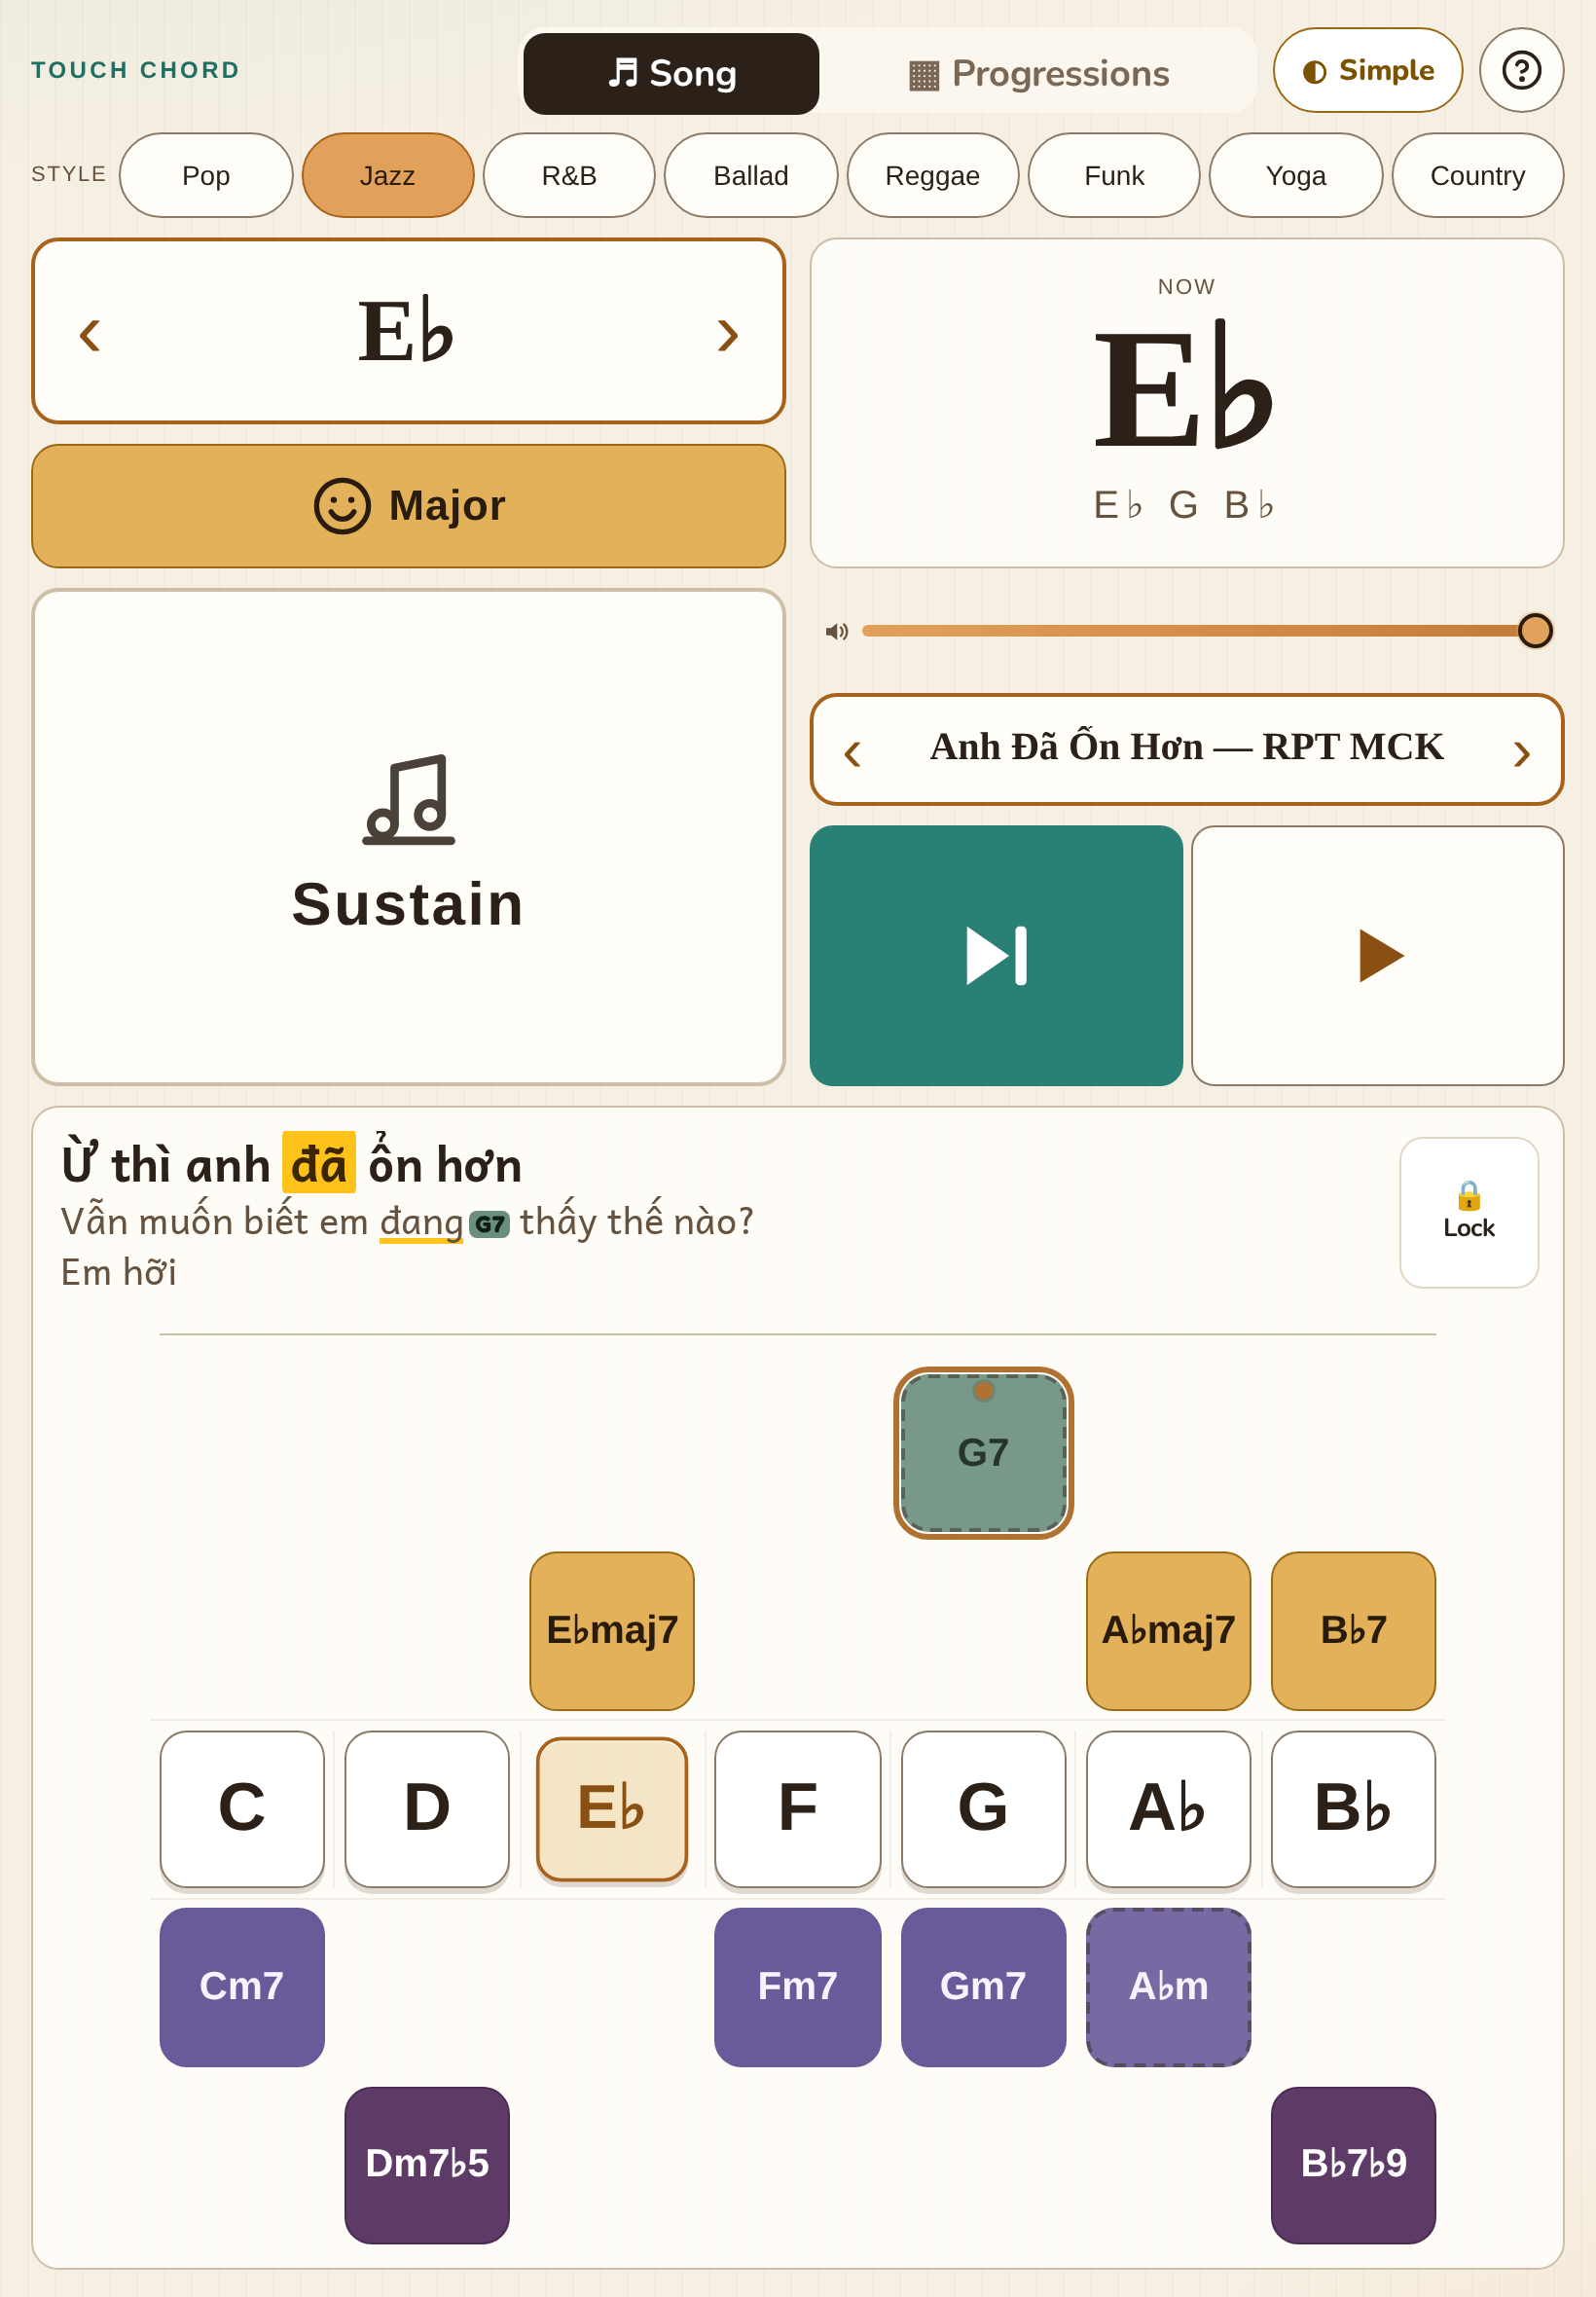 TOUCH CHORD
Song
Progressions
Simple
?
STYLE
Pop
Jazz
R&B
Ballad
Reggae
Funk
Yoga
Country
‹ E♭ ›
NOW
E♭
E♭ G B♭
Major
Sustain
‹ Anh Đã Ổn Hơn — RPT MCK ›
Ừ thì anh đã ổn hơn
Vẫn muốn biết em đang G7 thấy thế nào?
Em hỡi
Lock
G7
E♭maj7
A♭maj7
B♭7
C
D
E♭
F
G
A♭
B♭
Cm7
Fm7
Gm7
A♭m
Dm7♭5
B♭7♭9